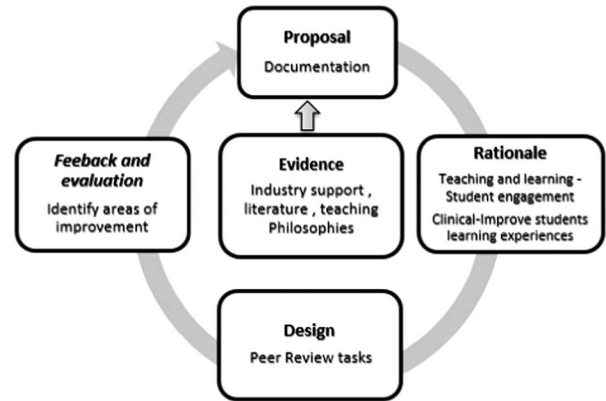 Proposal
Documentation
Feeback and
evaluation
Identify areas of
improvement
Evidence
Industry support ,
literature , teaching
Philosophies
Rationale
Teaching and learning -
Student engagement
Clinical-Improve students
learning experiences
Design
Peer Review tasks